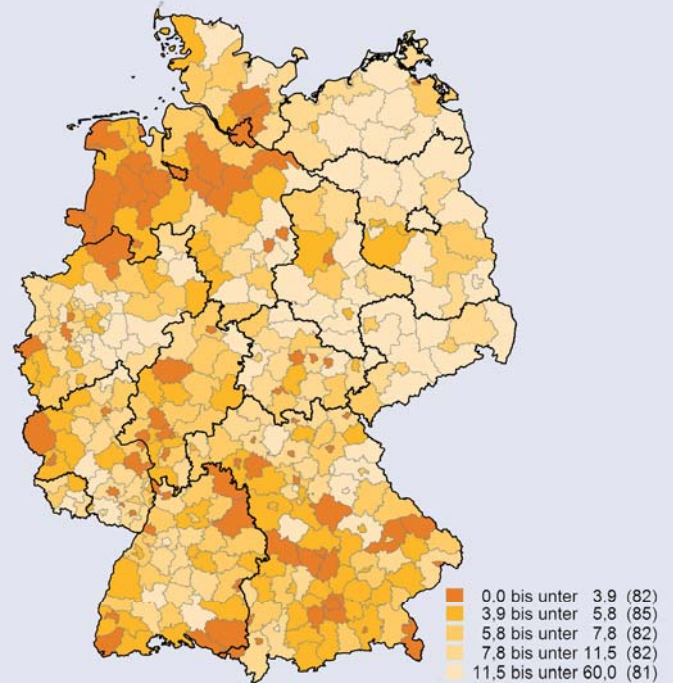 0.0 bis unter 3.9 (82)
3,9 bis unter 5,8 (85)
5,8 bis unter 7,8 (82)
7,8 bis unter 11,5 (82)
11,5 bis unter 60,0 (81)